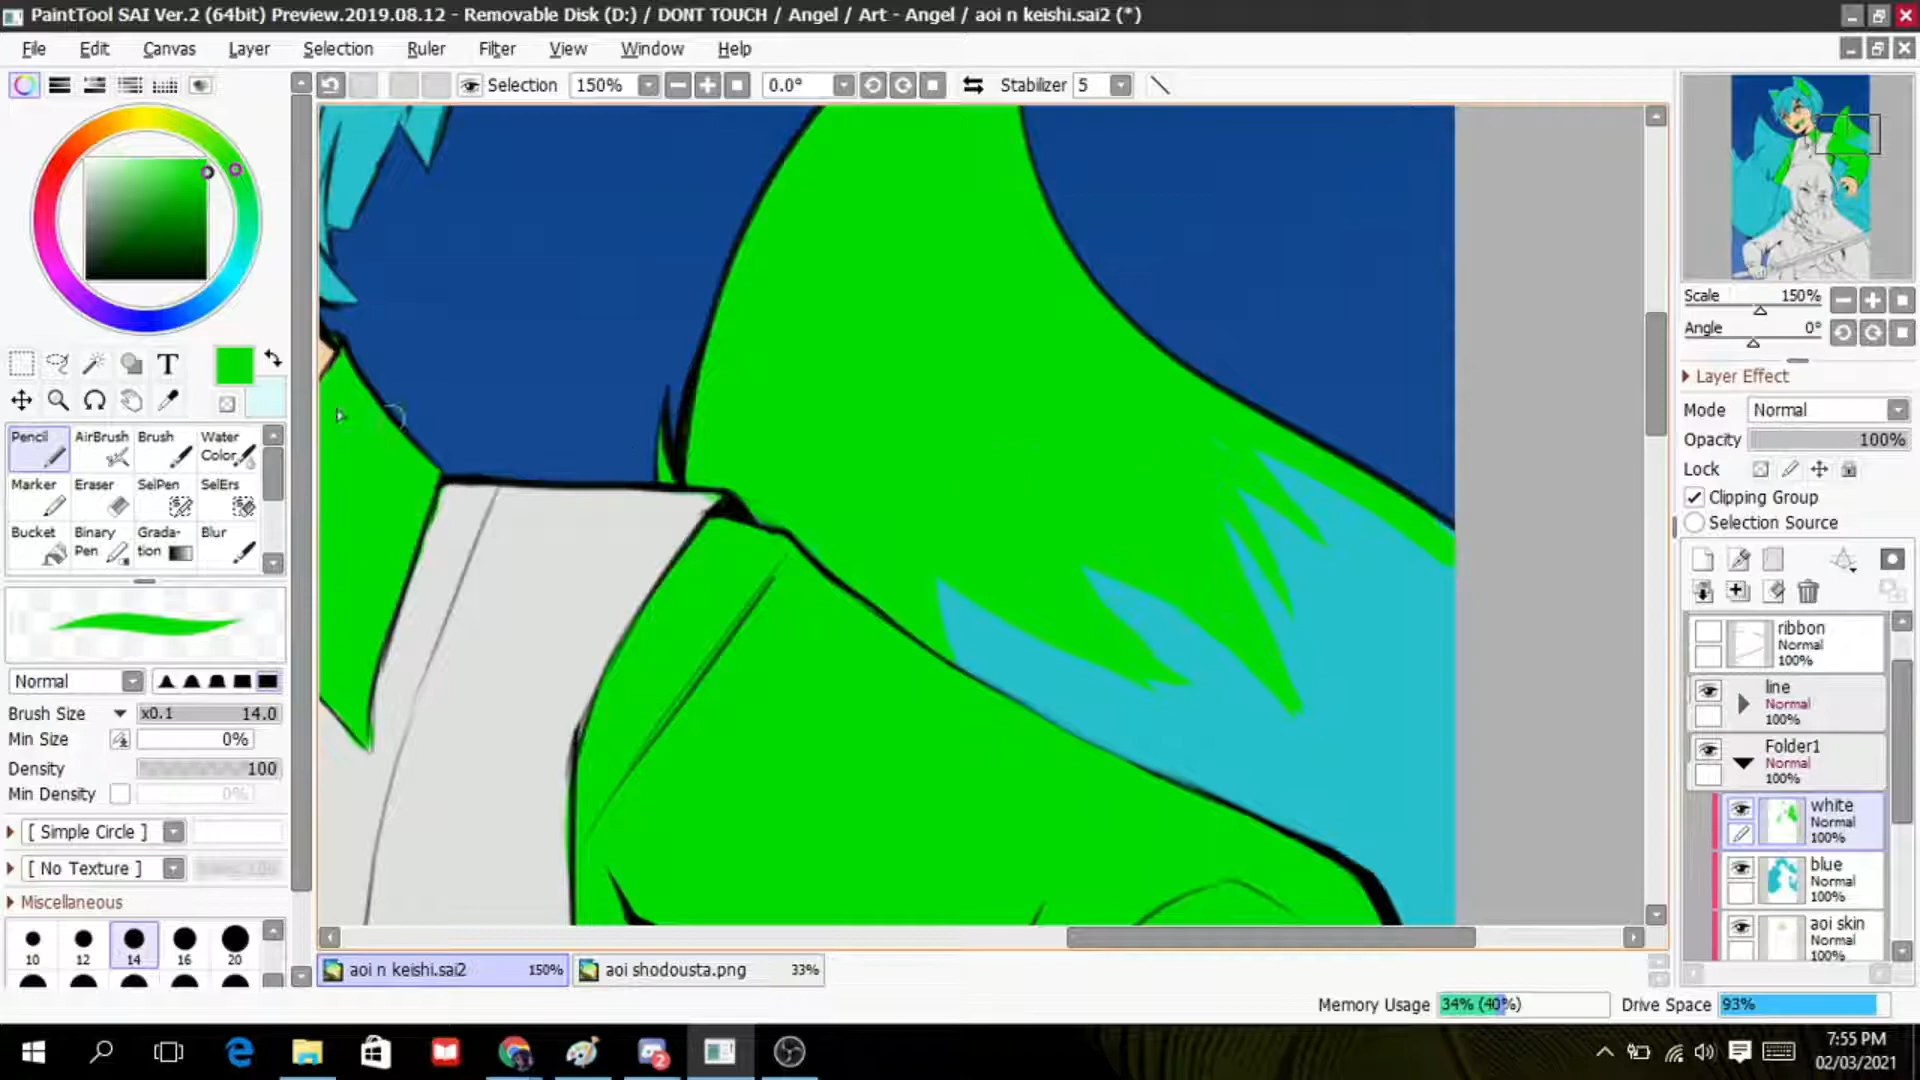 PaintTool SAI Ver.2 (64bit) Preview.2019.08.12 - Removable Disk (D:) / DONT TOUCH / Angel / Art - Angel / aoi n keishi.sai2 (*)
File Edit Canvas Layer Selection Ruler Filter View Window Help
Selection 150% 0.0° Stabilizer 5
Scale 150%
Angle 0°
Layer Effect
Mode Normal
Opacity 100%
Lock
Clipping Group
Selection Source
T
Pencil AirBrush Brush Water Color
Marker Eraser SelPen SelErs
Bucket Binary Pen Grada-tion Blur
Normal
Brush Size x0.1 14.0
Min Size 0%
Density 100
Min Density 0%
[ Simple Circle ]
[ No Texture ]
Miscellaneous
10 12 14 16 20
ribbon
Normal
100%
line
Normal
100%
Folder1
Normal
100%
white
Normal
100%
blue
Normal
100%
aoi skin
Normal
100%
aoi n keishi.sai2 150% aoi shodousta.png 33%
Memory Usage 34% (40%) Drive Space 93%
2
7:55 PM
02/03/2021